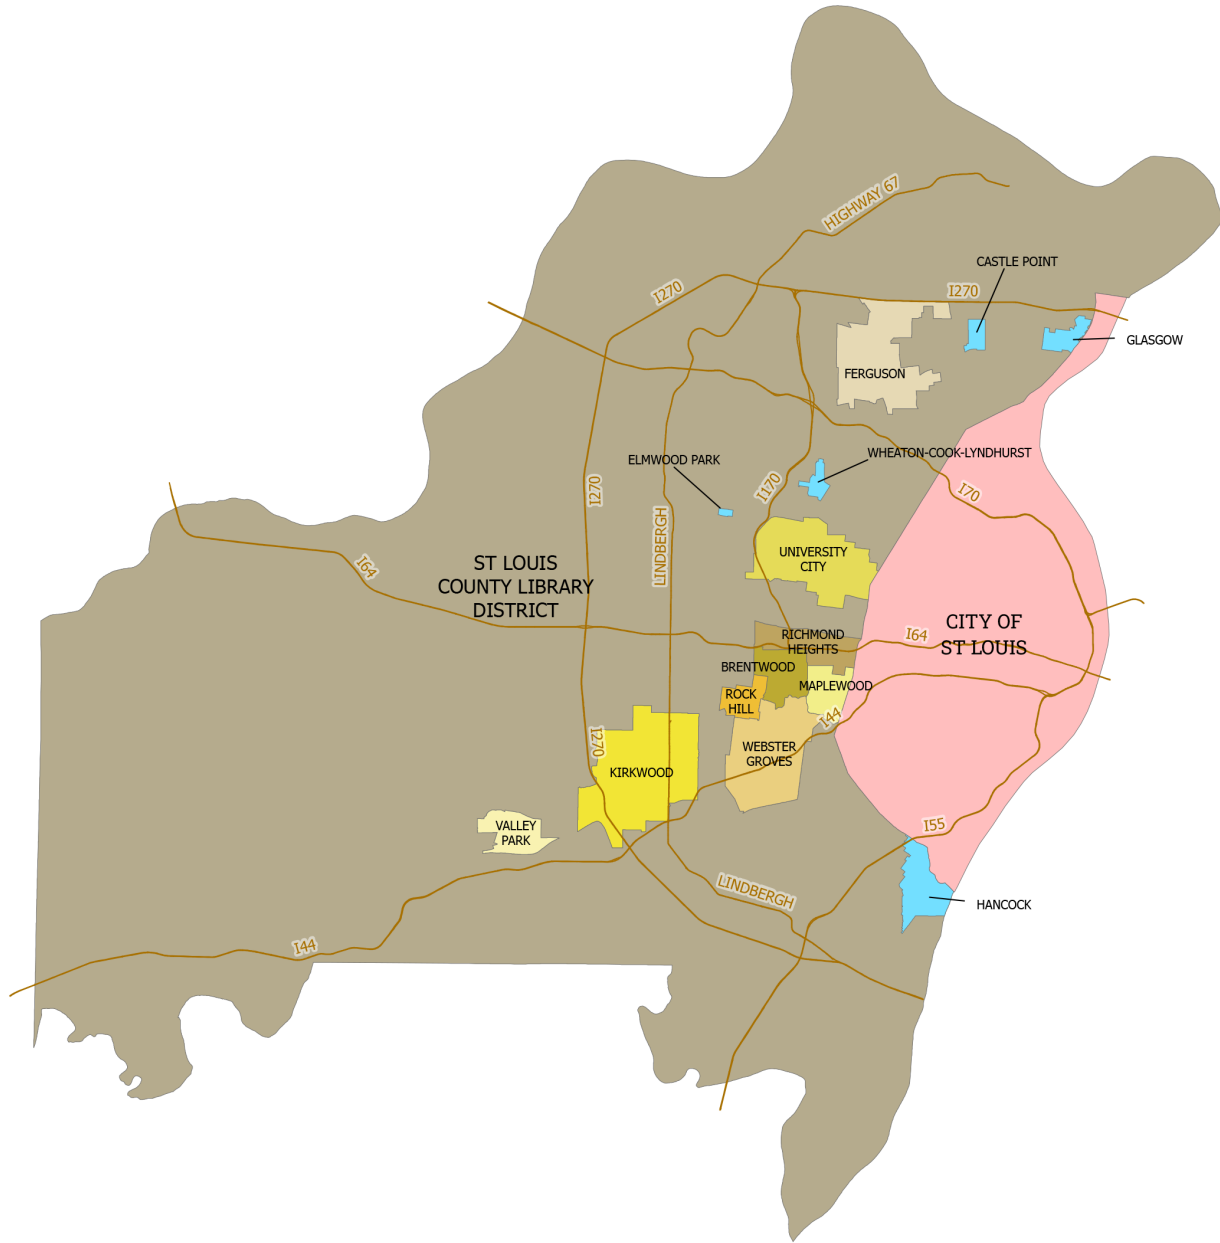 HIGHWAY 67
CASTLE POINT
I270
I270
GLASGOW
FERGUSON
WHEATON-COOK-LYNDHURST
ELMWOOD PARK
I270
I170
I70
LINDBERGH
UNIVERSITY
CITY
I64
ST LOUIS
COUNTY LIBRARY
DISTRICT
CITY OF
ST LOUIS
I64
RICHMOND
HEIGHTS
BRENTWOOD
MAPLEWOOD
ROCK
HILL
I44
I270
WEBSTER
GROVES
KIRKWOOD
VALLEY
PARK
I55
LINDBERGH
HANCOCK
I44